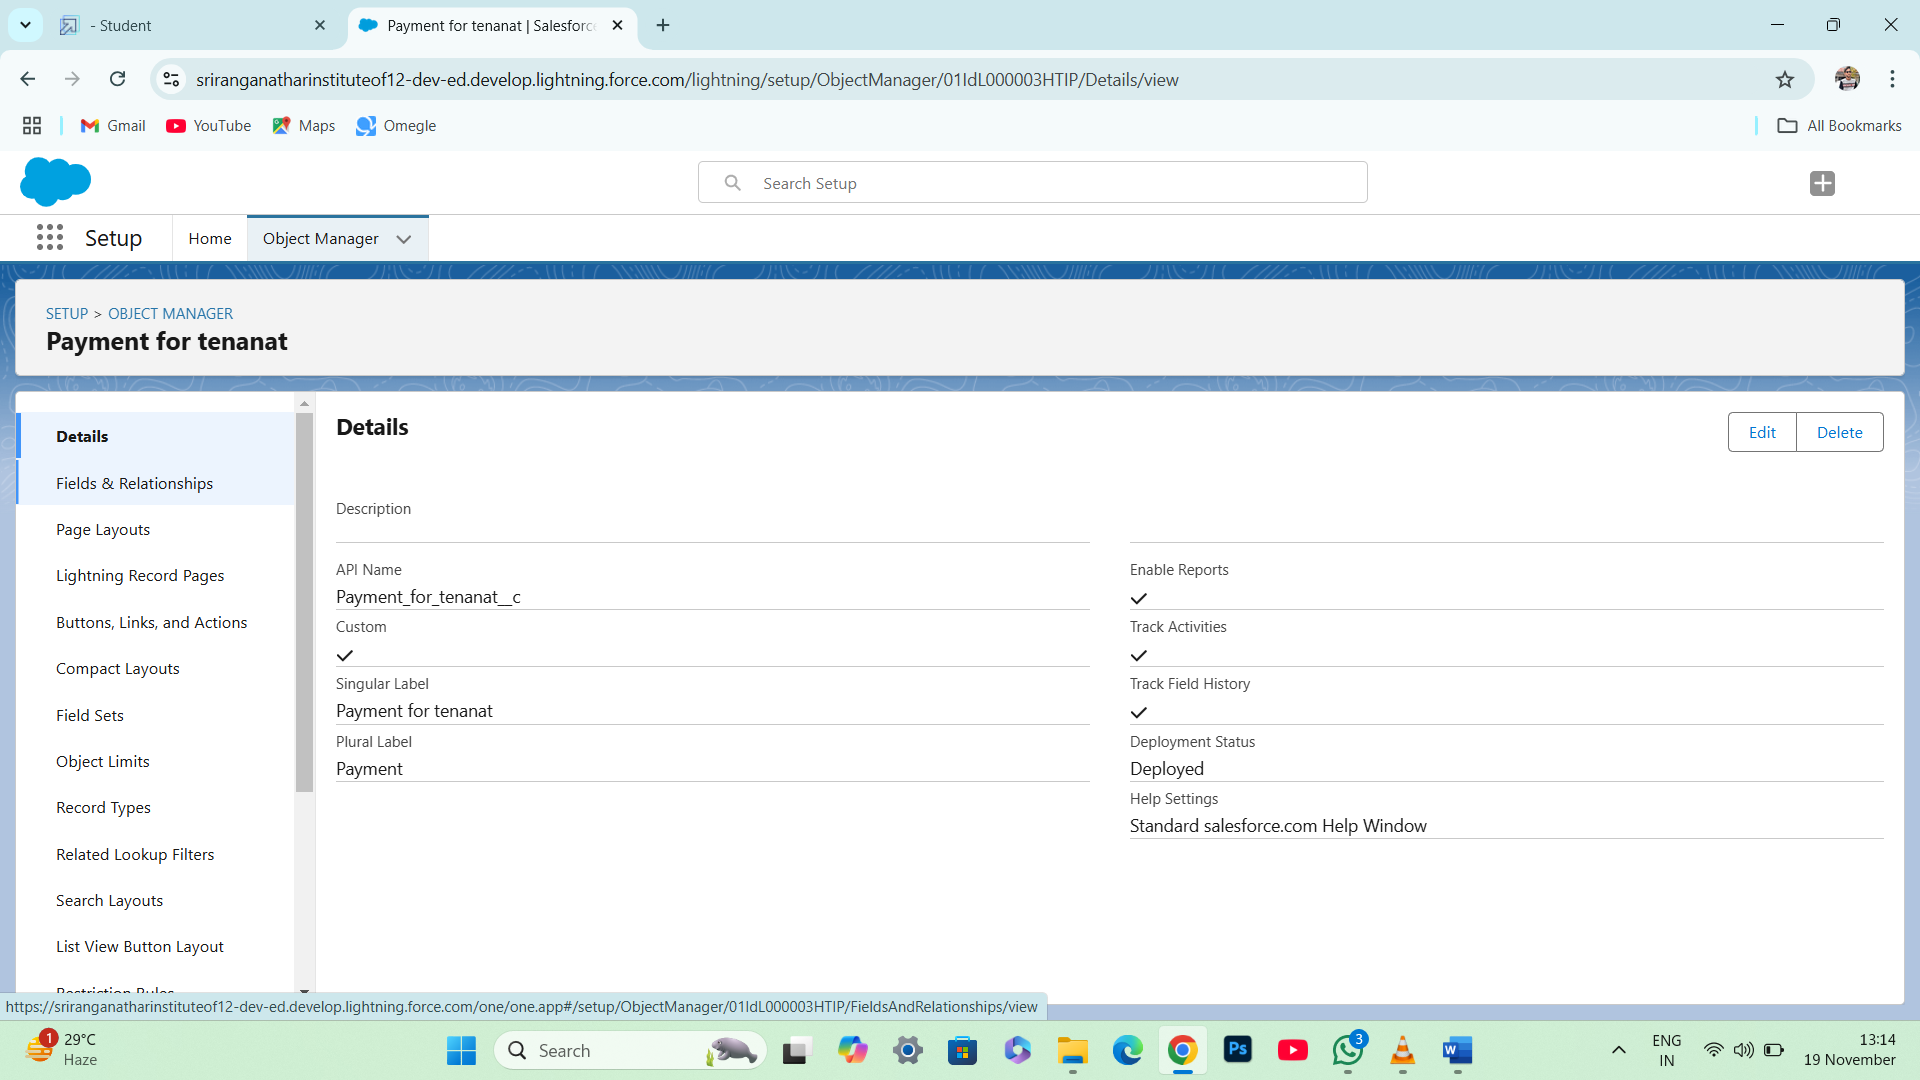 - Student
Payment for tenanat | Salesforce
sriranganatharinstituteof12-dev-ed.develop.lightning.force.com/lightning/setup/ObjectManager/01IdL000003HTIP/Details/view
Gmail
YouTube
Maps
Omegle
All Bookmarks
Search Setup
Setup
Home
Object Manager
SETUP > OBJECT MANAGER
Payment for tenanat
Details
Fields & Relationships
Page Layouts
Lightning Record Pages
Buttons, Links, and Actions
Compact Layouts
Field Sets
Object Limits
Record Types
Related Lookup Filters
Search Layouts
List View Button Layout
Restriction Rules
Details
Edit
Delete
Description
API Name
Payment_for_tenanat__c
Custom
Singular Label
Payment for tenanat
Plural Label
Payment
Enable Reports
Track Activities
Track Field History
Deployment Status
Deployed
Help Settings
Standard salesforce.com Help Window
https://sriranganatharinstituteof12-dev-ed.develop.lightning.force.com/one/one.app#/setup/ObjectManager/01IdL000003HTIP/FieldsAndRelationships/view
1
29°C
Haze
Search
Ps
3
W
ENG
IN
13:14
19 November